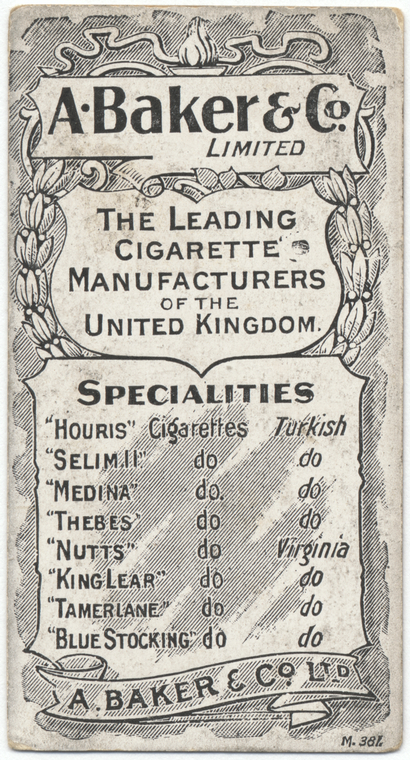 A. Baker & Co.
LIMITED
THE LEADING
CIGARETTE
MANUFACTURERS
OF THE
UNITED KINGDOM.
SPECIALITIES
"HOURIS" Cigarettes Turkish
"SELIM.II." do do
"MEDINA" do. do
"THEBES" do do
"NUTTS" do Virginia
"KING LEAR" do do
"TAMERLANE" do do
"BLUE STOCKING" do do
A. BAKER & CO LTD